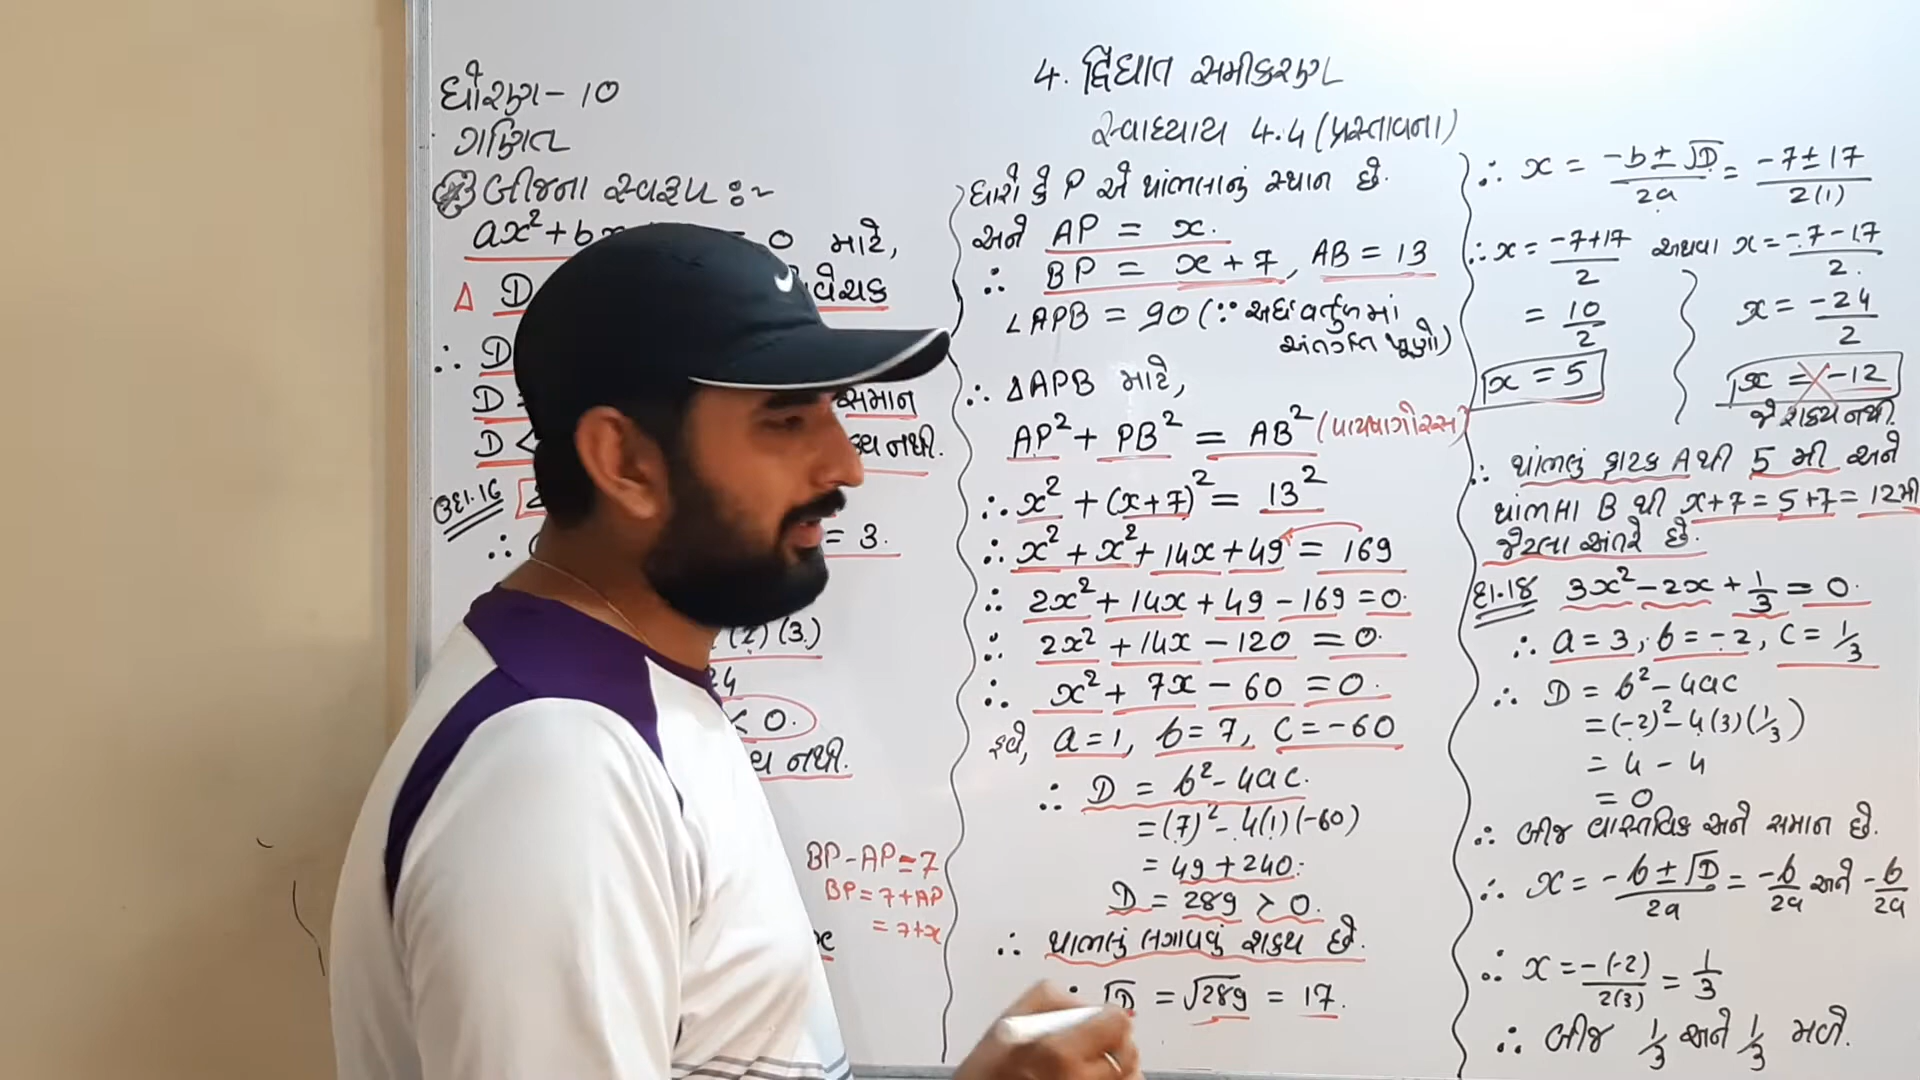 ધોરણ-10
ગણિત
4. દ્વિઘાત સમીકરણ
સ્વાધ્યાય 4.4 (પ્રસ્તાવના)
બીજના સ્વરૂપ :~
ax²+b = 0 માટે,
Δ D વેચક
∴ D
D = સમાન
D < ક્ય નથી.
ઉદા.16 2
∴ = 3.
(2)(3)
24
< 0.
ય નથી.
BP-AP=7
BP=7+AP
=7+x
x
ધારો કે P એ થાંભલાનું સ્થાન છે.
અને AP = x.
∴ BP = x+7, AB = 13
∠APB = 90 (∵ અર્ધવર્તુળમાં
અંતર્ગત ખૂણો)
∴ ΔAPB માટે,
AP²+ PB² = AB² (પાયથાગોરસ)
∴ x² + (x+7)² = 13²
∴ x²+x²+14x+49 = 169
∴ 2x²+14x+49-169=0.
∴ 2x²+14x-120 = 0.
∴ x²+7x-60 = 0.
હવે, a=1, b=7, c=-60
∴ D = b²-4ac.
=(7)²-4(1)(-60)
= 49+240.
D = 289 > 0.
∴ થાંભલું લગાવવું શક્ય છે.
∴ √D = √289 = 17.
∴ x = -b±√D/2a = -7±17/2(1)
∴ x = -7+17/2 અથવા x = -7-17/2.
= 10/2 x = -24/2
x = 5 x = -12
જે શક્ય નથી.
∴ થાંભલું ફાટક Aથી 5 મી અને
થાંભલા B થી x+7=5+7=12મી
જેટલા અંતરે છે.
દા.18 3x²-2x+1/3=0.
∴ a=3, b=-2, c=1/3
∴ D = b²-4ac
=(-2)²-4(3)(1/3)
= 4-4
= 0
∴ બીજ વાસ્તવિક અને સમાન છે.
∴ x = -b±√D/2a = -b/2a અને -b/2a
∴ x = -(-2)/2(3) = 1/3
∴ બીજ 1/3 અને 1/3 મળે.